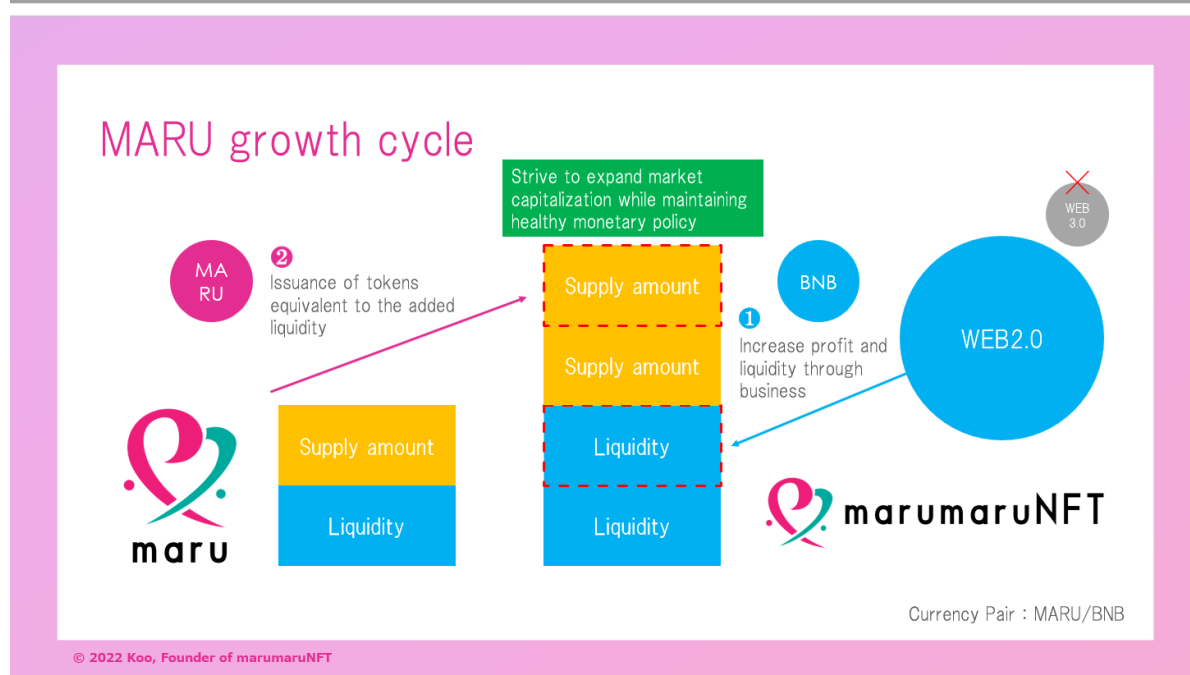 MARU growth cycle
Strive to expand market
capitalization while maintaining
healthy monetary policy
WEB
3.0
MA
RU
❷
Issuance of tokens
equivalent to the added
liquidity
Supply amount
BNB
❶
Increase profit and
liquidity through
business
WEB2.0
Supply amount
Supply amount
Liquidity
Liquidity
Liquidity
maru
marumaruNFT
Currency Pair：MARU/BNB
© 2022 Koo, Founder of marumaruNFT